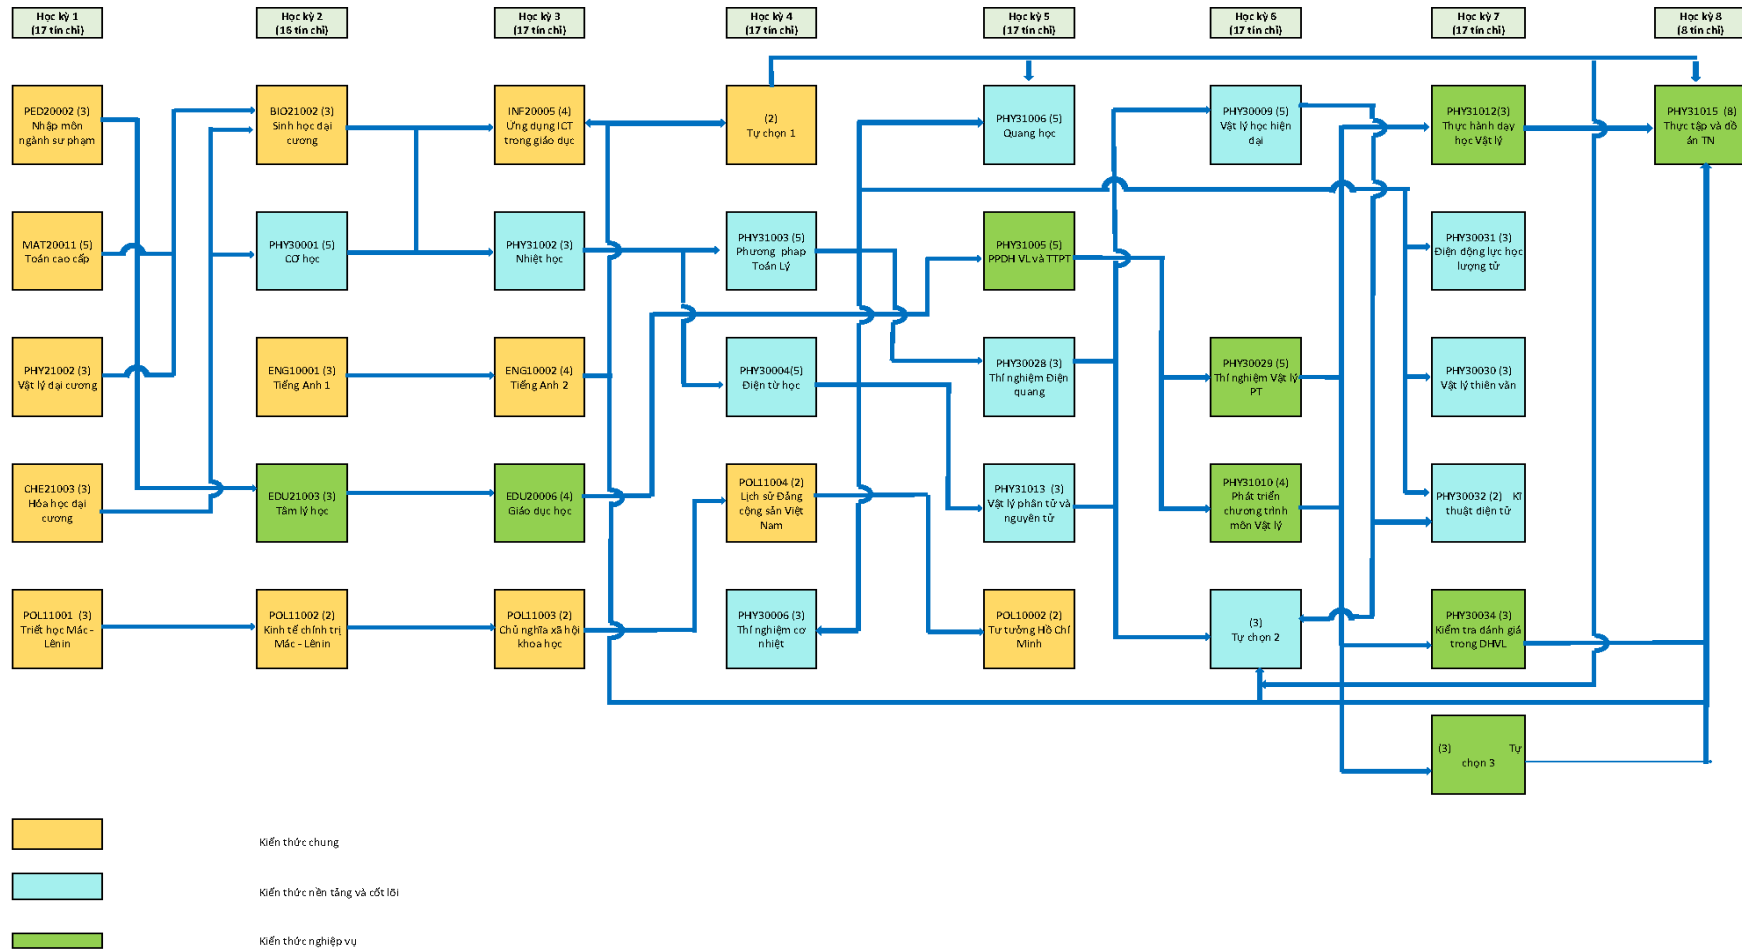 Học kỳ 1
(17 tín chỉ)
Học kỳ 2
(16 tín chỉ)
Học kỳ 3
(17 tín chỉ)
Học kỳ 4
(17 tín chỉ)
Học kỳ 5
(17 tín chỉ)
Học kỳ 6
(17 tín chỉ)
Học kỳ 7
(17 tín chỉ)
Học kỳ 8
(8 tín chỉ)
PED20002 (3)
Nhập môn
ngành sư phạm
BIO21002 (3)
Sinh học đại
cương
INF20005 (4)
Ứng dụng ICT
trong giáo dục
(2)
Tự chọn 1
PHY31006 (5)
Quang học
PHY30009 (5)
Vật lý học hiện
đại
PHY31012(3)
Thực hành dạy
học Vật lý
PHY31015 (8)
Thực tập và đồ
án TN
MAT20011 (5)
Toán cao cấp
PHY30001 (5)
CƠ học
PHY31002 (3)
Nhiệt học
PHY31003 (5)
Phương phap
Toán Lý
PHY31005 (5)
PPDH VL và TTPT
PHY30031 (3)
Điện động lực học
lượng tử
PHY21002 (3)
Vật lý đại cương
ENG10001 (3)
Tiếng Anh 1
ENG10002 (4)
Tiếng Anh 2
PHY30004(5)
Điện từ học
PHY30028 (3)
Thí nghiệm Điện
quang
PHY30029 (5)
Thí nghiệm Vật lý
PT
PHY30030 (3)
Vật lý thiên văn
CHE21003 (3)
Hóa học đại
cương
EDU21003 (3)
Tâm lý học
EDU20006 (4)
Giáo dục học
POL11004 (2)
Lịch sử Đảng
cộng sản Việt
Nam
PHY31013 (3)
Vật lý phân tử và
nguyên tử
PHY31010 (4)
Phát triển
chương trình
môn Vật lý
PHY30032 (2) Kĩ
thuật điện tử
POL11001 (3)
Triết học Mác -
Lênin
POL11002 (2)
Kinh tế chính trị
Mác - Lênin
POL11003 (2)
Chủ nghĩa xã hội
khoa học
PHY30006 (3)
Thí nghiệm cơ
nhiệt
POL10002 (2)
Tư tưởng Hồ Chí
Minh
(3)
Tự chọn 2
PHY30034 (3)
Kiểm tra đánh giá
trong DHVL
(3) Tự
chọn 3
Kiến thức chung
Kiến thức nền tảng và cốt lõi
Kiến thức nghiệp vụ